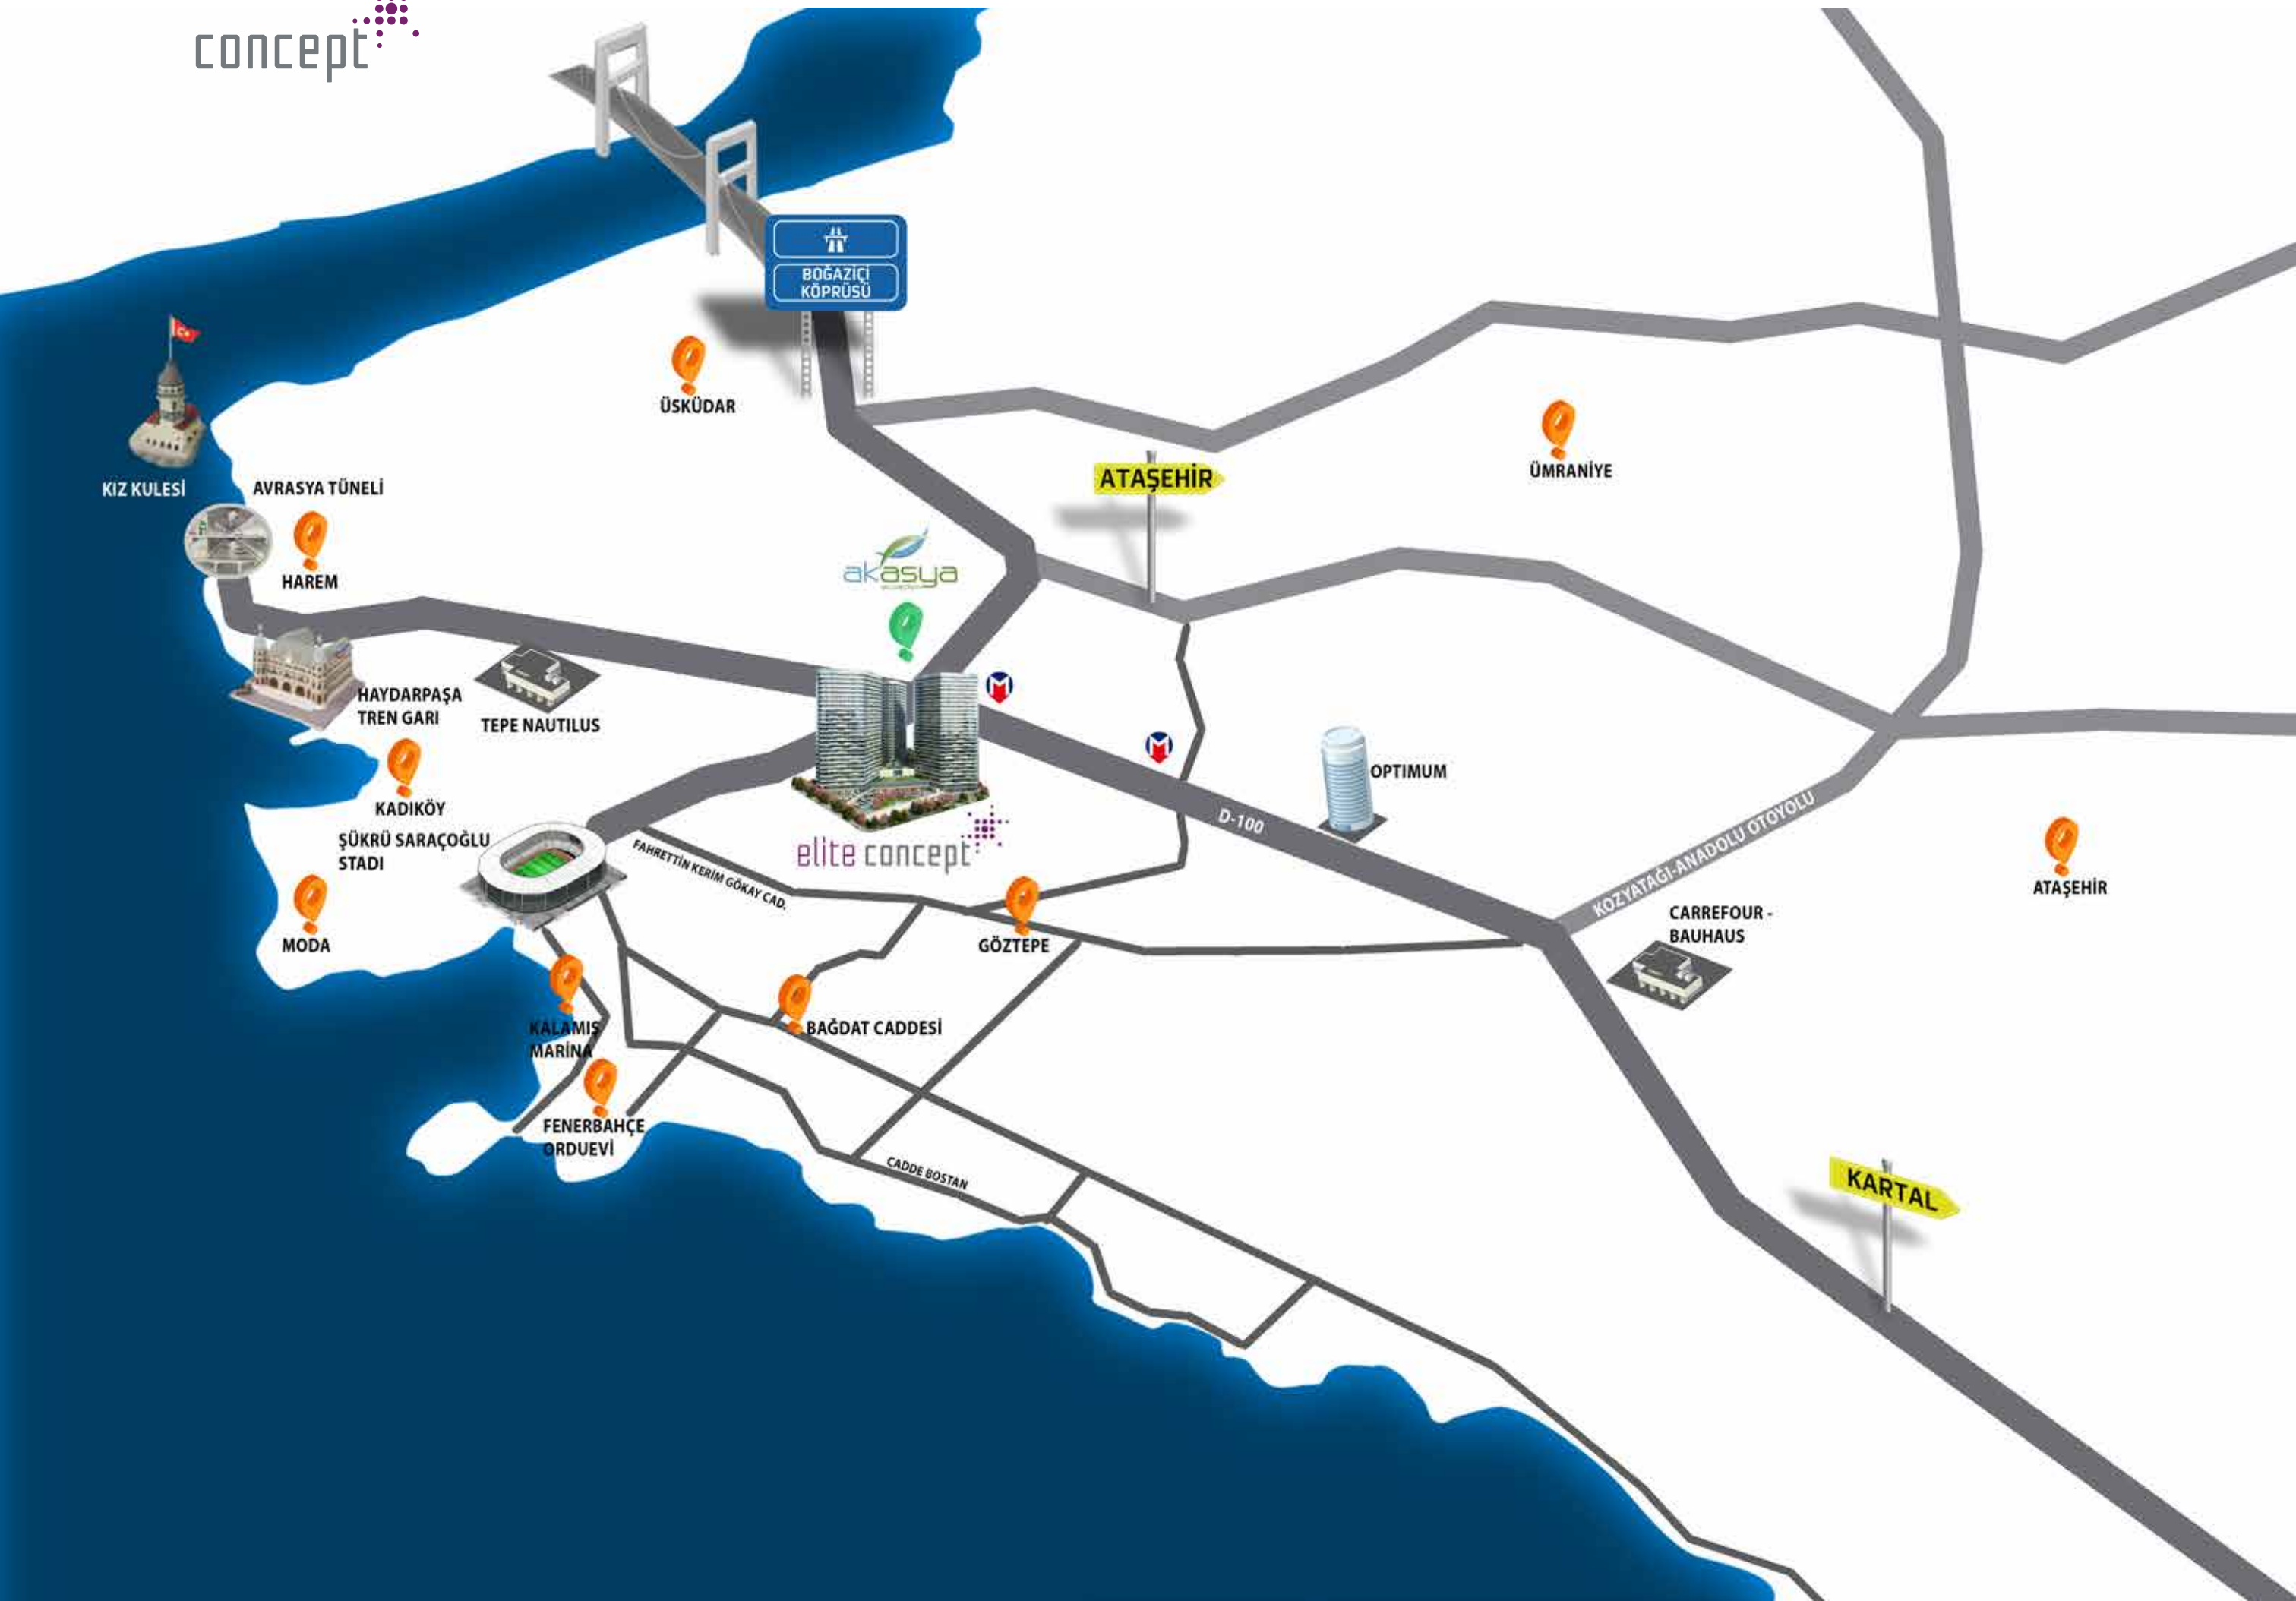 concept
BOĞAZİÇİ
KÖPRÜSÜ
ÜSKÜDAR
ATAŞEHİR
ÜMRANİYE
KIZ KULESİ
AVRASYA TÜNELİ
HAREM
akasya
HAYDARPAŞA
TREN GARI
TEPE NAUTILUS
M
M
OPTIMUM
KADIKÖY
D-100
KOZYATAĞI-ANADOLU OTOYOLU
ŞÜKRÜ SARAÇOĞLU
STADI
FAHRETTİN KERİM GÖKAY CAD.
elite concept
ATAŞEHİR
CARREFOUR -
BAUHAUS
MODA
GÖZTEPE
KALAMIŞ
MARİNA
BAĞDAT CADDESİ
FENERBAHÇE
ORDUEVİ
CADDE BOSTAN
KARTAL